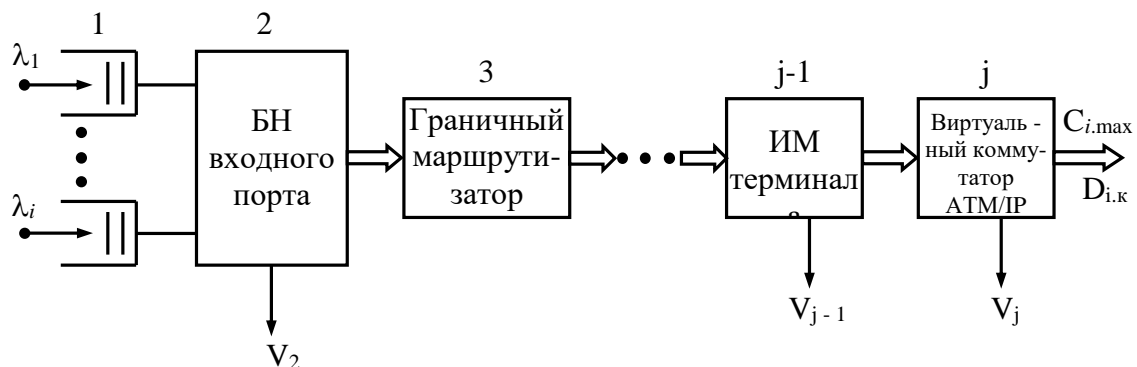 1
2
3
j-1
j
λ1
λi
БН
входного
порта
V2
Граничный
маршрути-
затор
ИМ
терминал
а
Vj - 1
Виртуаль -
ный комму-
татор
ATM/IP
Vj
Ci.max
Di.к